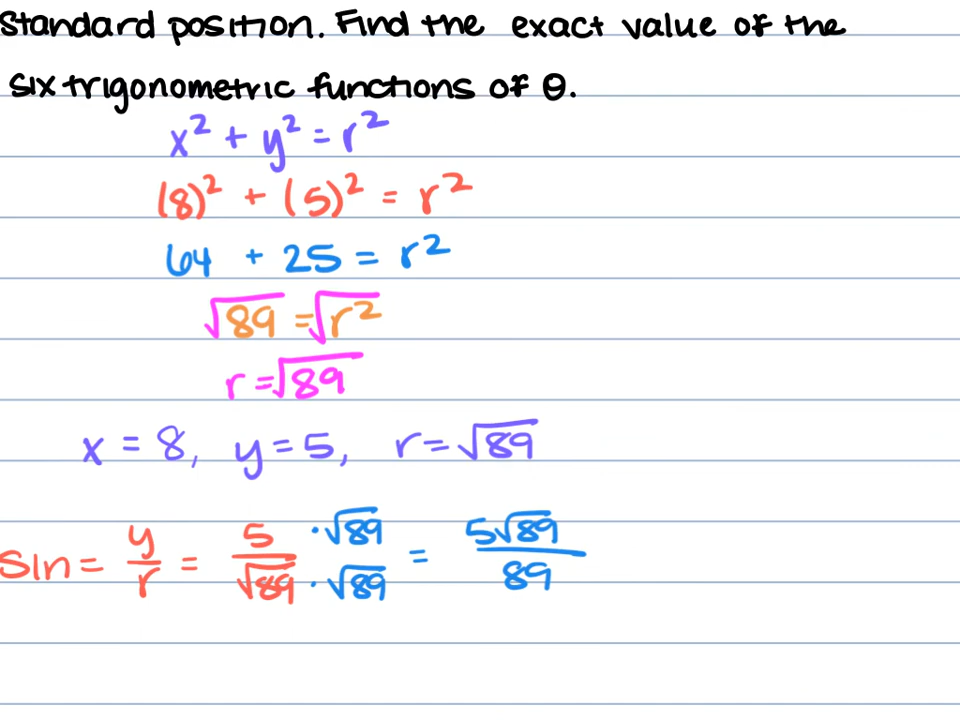 Standard position. Find the exact value of the
six trigonometric functions of θ.
x² + y² = r²
(8)² + (5)² = r²
64 + 25 = r²
√89 = √r²
r = √89
x = 8, y = 5, r = √89
sin = y/r = 5/√89 · √89/√89 = 5√89/89